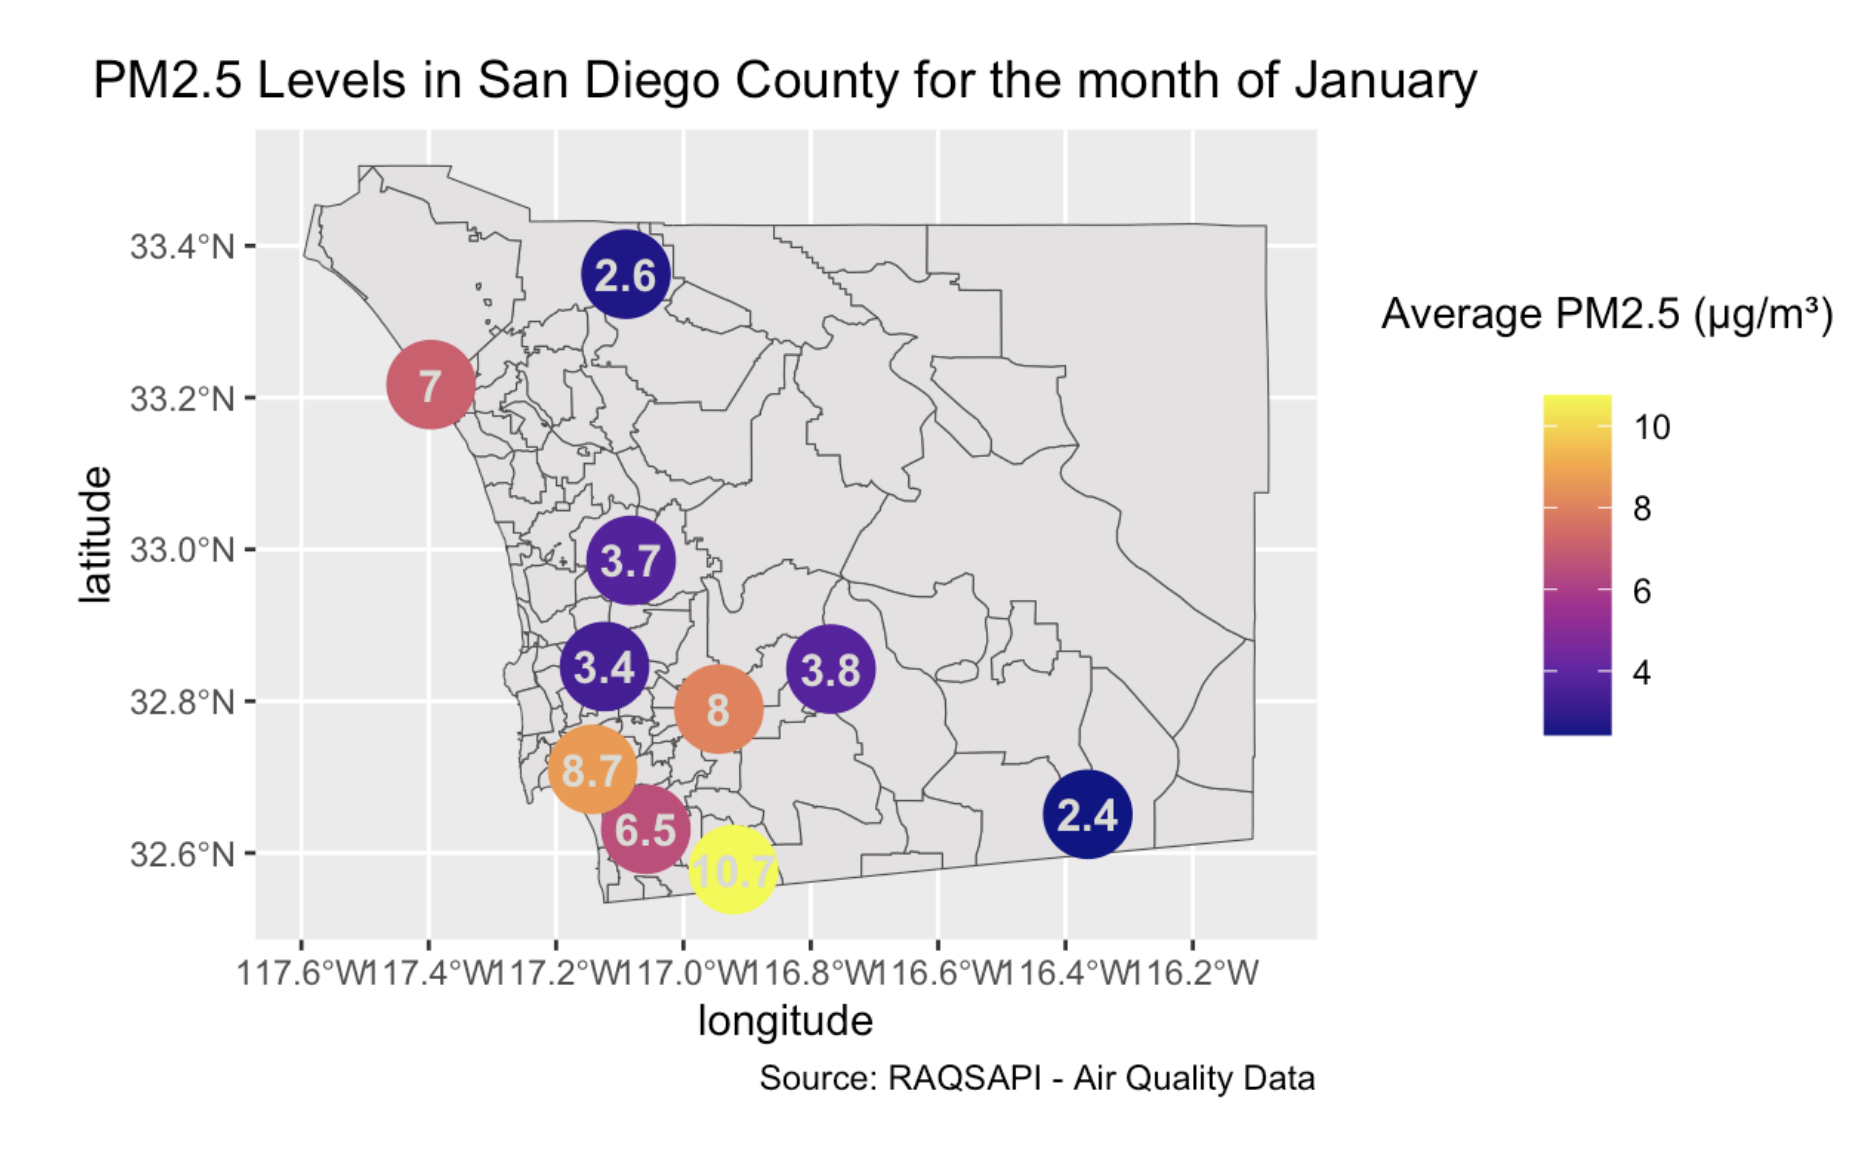 PM2.5 Levels in San Diego County for the month of January
33.4°N
33.2°N
33.0°N
32.8°N
32.6°N
latitude
2.6
7
3.7
3.4
3.8
8
8.7
6.5
10.7
2.4
117.6°W
117.4°W
117.2°W
117.0°W
116.8°W
116.6°W
116.4°W
116.2°W
longitude
Source: RAQSAPI - Air Quality Data
Average PM2.5 (µg/m³)
10
8
6
4